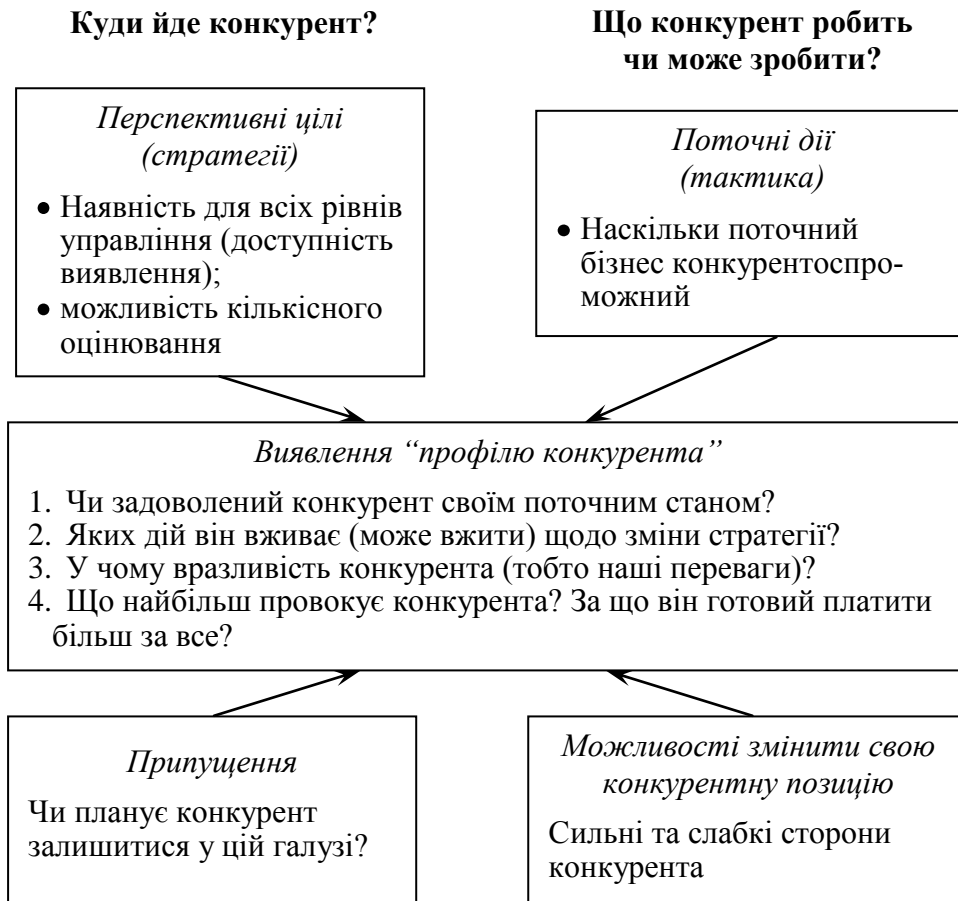 Куди йде конкурент?
Що конкурент робить
чи може зробити?
Перспективні цілі
(стратегії)
• Наявність для всіх рівнів
управління (доступність
виявлення);
• можливість кількісного
оцінювання
Поточні дії
(тактика)
• Наскільки поточний
бізнес конкурентоспро-
можний
Виявлення “профілю конкурента”
1. Чи задоволений конкурент своїм поточним станом?
2. Яких дій він вживає (може вжити) щодо зміни стратегії?
3. У чому вразливість конкурента (тобто наші переваги)?
4. Що найбільш провокує конкурента? За що він готовий платити
більш за все?
Припущення
Чи планує конкурент
залишитися у цій галузі?
Можливості змінити свою
конкурентну позицію
Сильні та слабкі сторони
конкурента